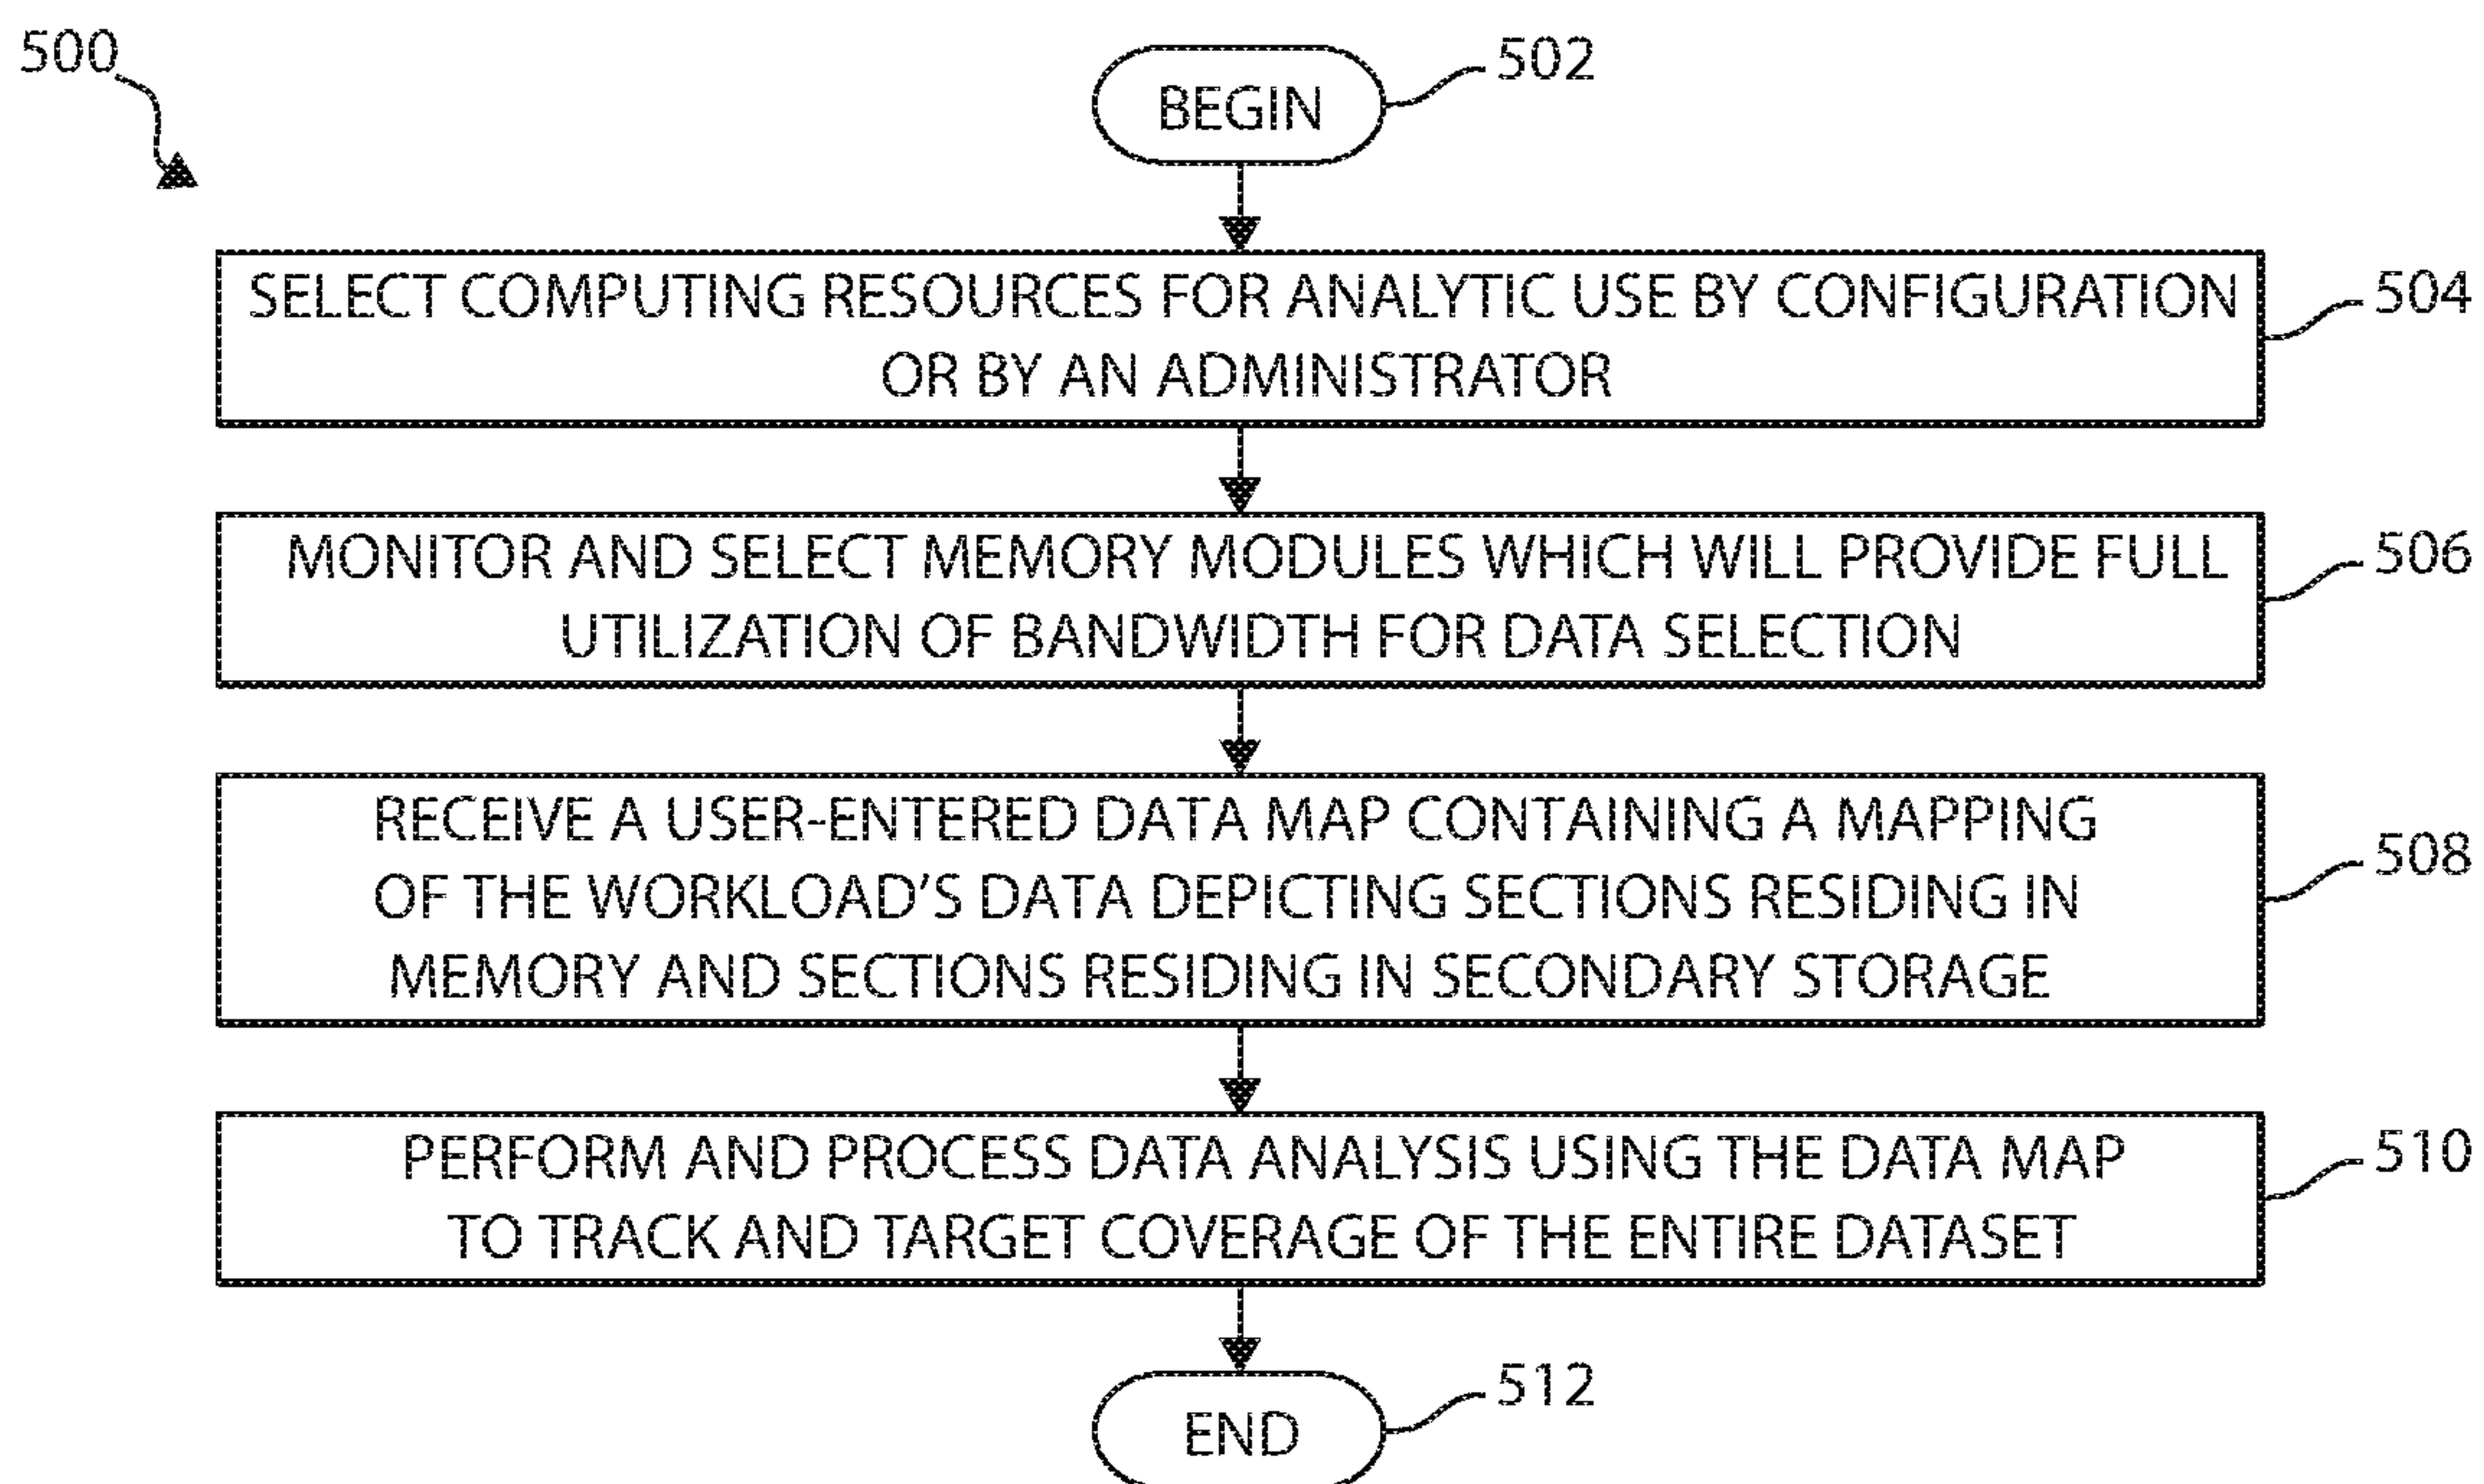 500
BEGIN
502
SELECT COMPUTING RESOURCES FOR ANALYTIC USE BY CONFIGURATION
OR BY AN ADMINISTRATOR
504
MONITOR AND SELECT MEMORY MODULES WHICH WILL PROVIDE FULL
UTILIZATION OF BANDWIDTH FOR DATA SELECTION
506
RECEIVE A USER-ENTERED DATA MAP CONTAINING A MAPPING
OF THE WORKLOAD'S DATA DEPICTING SECTIONS RESIDING IN
MEMORY AND SECTIONS RESIDING IN SECONDARY STORAGE
508
PERFORM AND PROCESS DATA ANALYSIS USING THE DATA MAP
TO TRACK AND TARGET COVERAGE OF THE ENTIRE DATASET
510
END
512